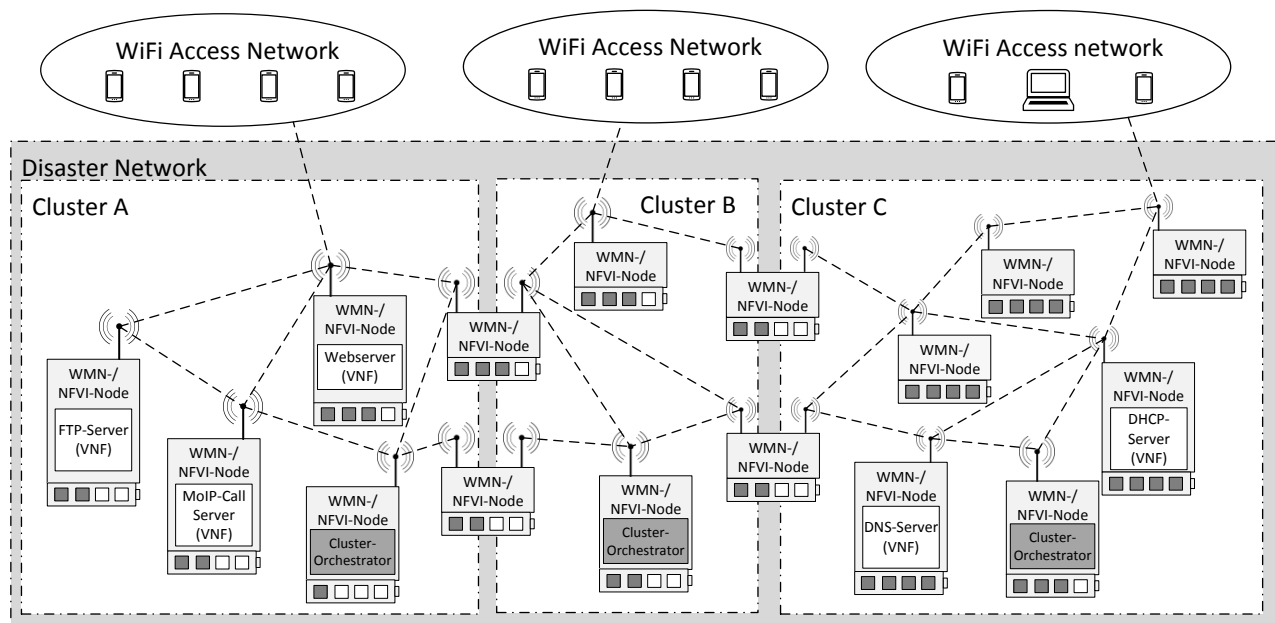 WiFi Access Network
WiFi Access Network
WiFi Access network
Disaster Network
Cluster A
Cluster B
Cluster C
WMN-/
NFVI-Node
FTP-Server
(VNF)
WMN-/
NFVI-Node
MoIP-Call
Server
(VNF)
WMN-/
NFVI-Node
Webserver
(VNF)
WMN-/
NFVI-Node
Cluster-
Orchestrator
WMN-/
NFVI-Node
WMN-/
NFVI-Node
WMN-/
NFVI-Node
WMN-/
NFVI-Node
Cluster-
Orchestrator
WMN-/
NFVI-Node
WMN-/
NFVI-Node
WMN-/
NFVI-Node
WMN-/
NFVI-Node
WMN-/
NFVI-Node
WMN-/
NFVI-Node
DNS-Server
(VNF)
WMN-/
NFVI-Node
Cluster-
Orchestrator
WMN-/
NFVI-Node
DHCP-
Server
(VNF)